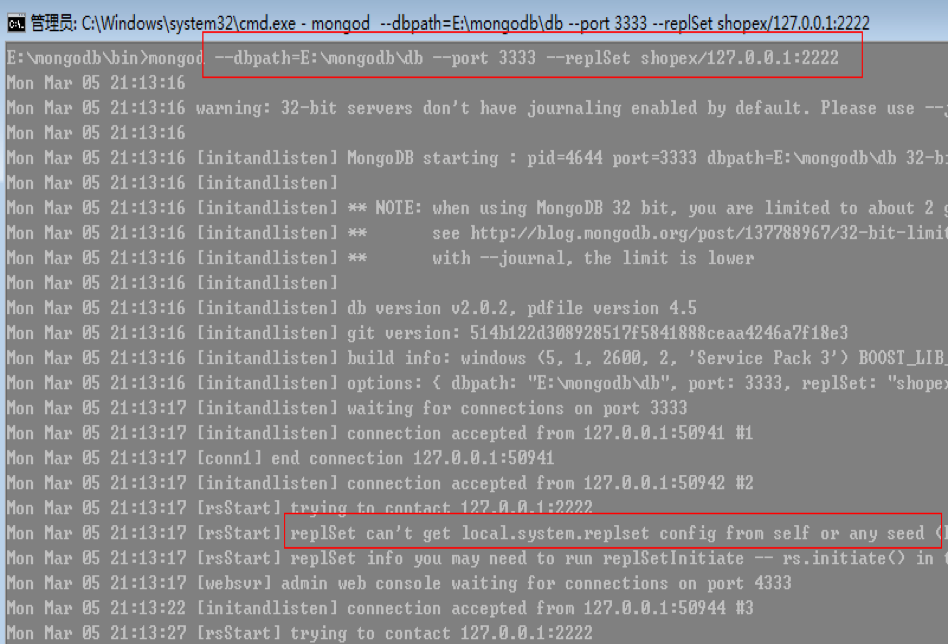 管理员: C:\Windows\system32\cmd.exe - mongod  --dbpath=E:\mongodb\db --port 3333 --replSet shopex/127.0.0.1:2222
E:\mongodb\bin>mongod --dbpath=E:\mongodb\db --port 3333 --replSet shopex/127.0.0.1:2222
Mon Mar 05 21:13:16
Mon Mar 05 21:13:16 warning: 32-bit servers don't have journaling enabled by default. Please use --j
Mon Mar 05 21:13:16
Mon Mar 05 21:13:16 [initandlisten] MongoDB starting : pid=4644 port=3333 dbpath=E:\mongodb\db 32-bi
Mon Mar 05 21:13:16 [initandlisten]
Mon Mar 05 21:13:16 [initandlisten] ** NOTE: when using MongoDB 32 bit, you are limited to about 2 g
Mon Mar 05 21:13:16 [initandlisten] **       see http://blog.mongodb.org/post/137788967/32-bit-limit
Mon Mar 05 21:13:16 [initandlisten] **       with --journal, the limit is lower
Mon Mar 05 21:13:16 [initandlisten]
Mon Mar 05 21:13:16 [initandlisten] db version v2.0.2, pdfile version 4.5
Mon Mar 05 21:13:16 [initandlisten] git version: 514b122d308928517f5841888ceaa4246a7f18e3
Mon Mar 05 21:13:16 [initandlisten] build info: windows (5, 1, 2600, 2, 'Service Pack 3') BOOST_LIB_
Mon Mar 05 21:13:16 [initandlisten] options: { dbpath: "E:\mongodb\db", port: 3333, replSet: "shopex
Mon Mar 05 21:13:17 [initandlisten] waiting for connections on port 3333
Mon Mar 05 21:13:17 [initandlisten] connection accepted from 127.0.0.1:50941 #1
Mon Mar 05 21:13:17 [conn1] end connection 127.0.0.1:50941
Mon Mar 05 21:13:17 [initandlisten] connection accepted from 127.0.0.1:50942 #2
Mon Mar 05 21:13:17 [rsStart] trying to contact 127.0.0.1:2222
Mon Mar 05 21:13:17 [rsStart] replSet can't get local.system.replset config from self or any seed (
Mon Mar 05 21:13:17 [rsStart] replSet info you may need to run replSetInitiate -- rs.initiate() in t
Mon Mar 05 21:13:17 [websvr] admin web console waiting for connections on port 4333
Mon Mar 05 21:13:22 [initandlisten] connection accepted from 127.0.0.1:50944 #3
Mon Mar 05 21:13:27 [rsStart] trying to contact 127.0.0.1:2222